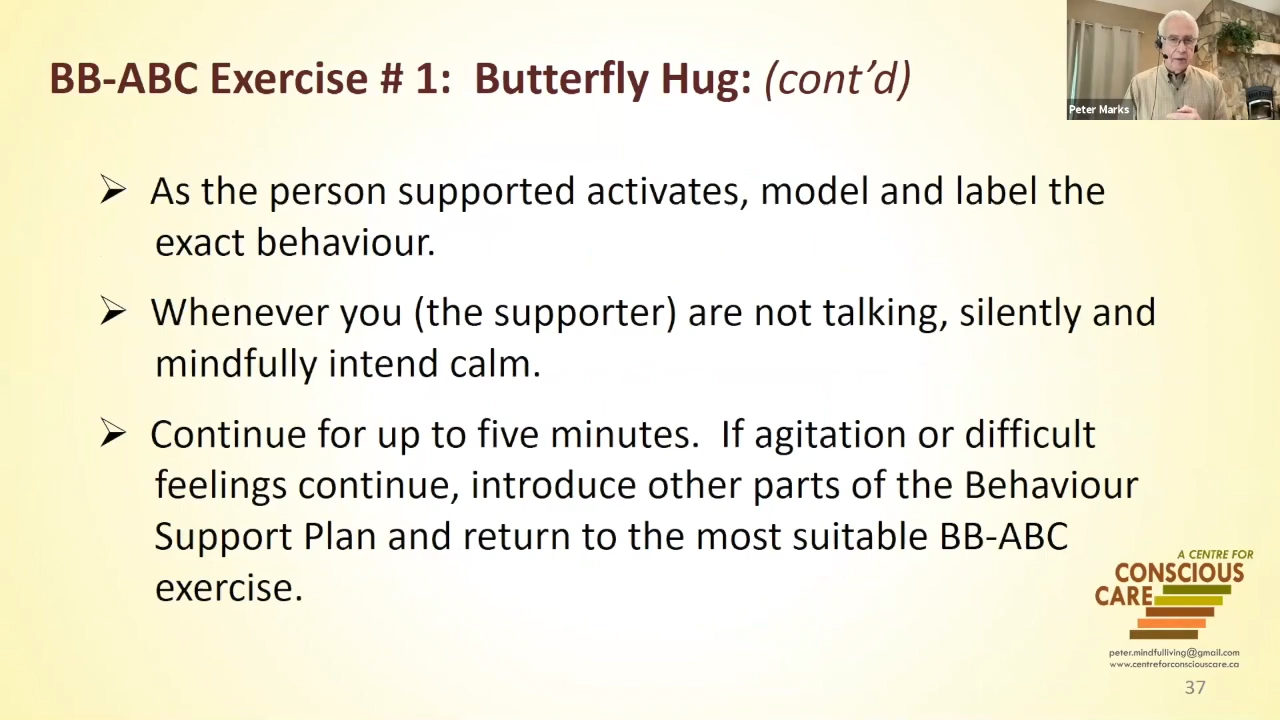 BB-ABC Exercise # 1: Butterfly Hug: (cont’d)
Peter Marks
➢ As the person supported activates, model and label the
exact behaviour.
➢ Whenever you (the supporter) are not talking, silently and
mindfully intend calm.
➢ Continue for up to five minutes. If agitation or difficult
feelings continue, introduce other parts of the Behaviour
Support Plan and return to the most suitable BB-ABC
exercise.
A CENTRE FOR
CONSCIOUS
CARE
peter.mindfulliving@gmail.com
www.centreforconsciouscare.ca
37